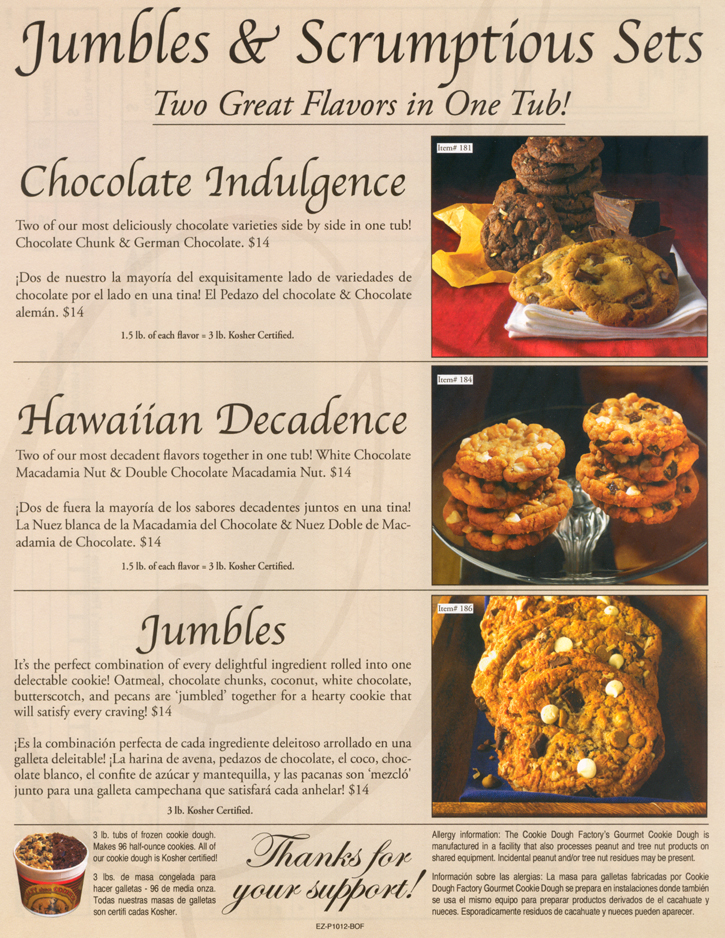 Jumbles & Scrumptious Sets
Two Great Flavors in One Tub!
Chocolate Indulgence
Two of our most deliciously chocolate varieties side by side in one tub!
Chocolate Chunk & German Chocolate. $14
¡Dos de nuestro la mayoría del exquisitamente lado de variedades de
chocolate por el lado en una tina! El Pedazo del chocolate & Chocolate
alemán. $14
1.5 lb. of each flavor = 3 lb. Kosher Certified.
Item# 181
Hawaiian Decadence
Two of our most decadent flavors together in one tub! White Chocolate
Macadamia Nut & Double Chocolate Macadamia Nut. $14
¡Dos de fuera la mayoría de los sabores decadentes juntos en una tina!
La Nuez blanca de la Macadamia del Chocolate & Nuez Doble de Mac-
adamia de Chocolate. $14
1.5 lb. of each flavor = 3 lb. Kosher Certified.
Item# 184
Jumbles
It's the perfect combination of every delightful ingredient rolled into one
delectable cookie! Oatmeal, chocolate chunks, coconut, white chocolate,
butterscotch, and pecans are 'jumbled' together for a hearty cookie that
will satisfy every craving! $14
¡Es la combinación perfecta de cada ingrediente deleitoso arrollado en una
galleta deleitable! ¡La harina de avena, pedazos de chocolate, el coco, choc-
olate blanco, el confite de azúcar y mantequilla, y las pacanas son 'mezcló'
junto para una galleta campechana que satisfará cada anhelar! $14
3 lb. Kosher Certified.
Item# 186
3 lb. tubs of frozen cookie dough.
Makes 96 half-ounce cookies. All of
our cookie dough is Kosher certified!
3 lbs. de masa congelada para
hacer galletas - 96 de media onza.
Todas nuestras masas de galletas
son certifi cadas Kosher.
Thanks for
your support!
Allergy information: The Cookie Dough Factory's Gourmet Cookie Dough is
manufactured in a facility that also processes peanut and tree nut products on
shared equipment. Incidental peanut and/or tree nut residues may be present.
Información sobre las alergias: La masa para galletas fabricadas por Cookie
Dough Factory Gourmet Cookie Dough se prepara en instalaciones donde también
se usa el mismo equipo para preparar productos derivados de el cacahuate y
nueces. Esporadicamente residuos de cacahuate y nueces pueden aparecer.
EZ-P1012-BOF